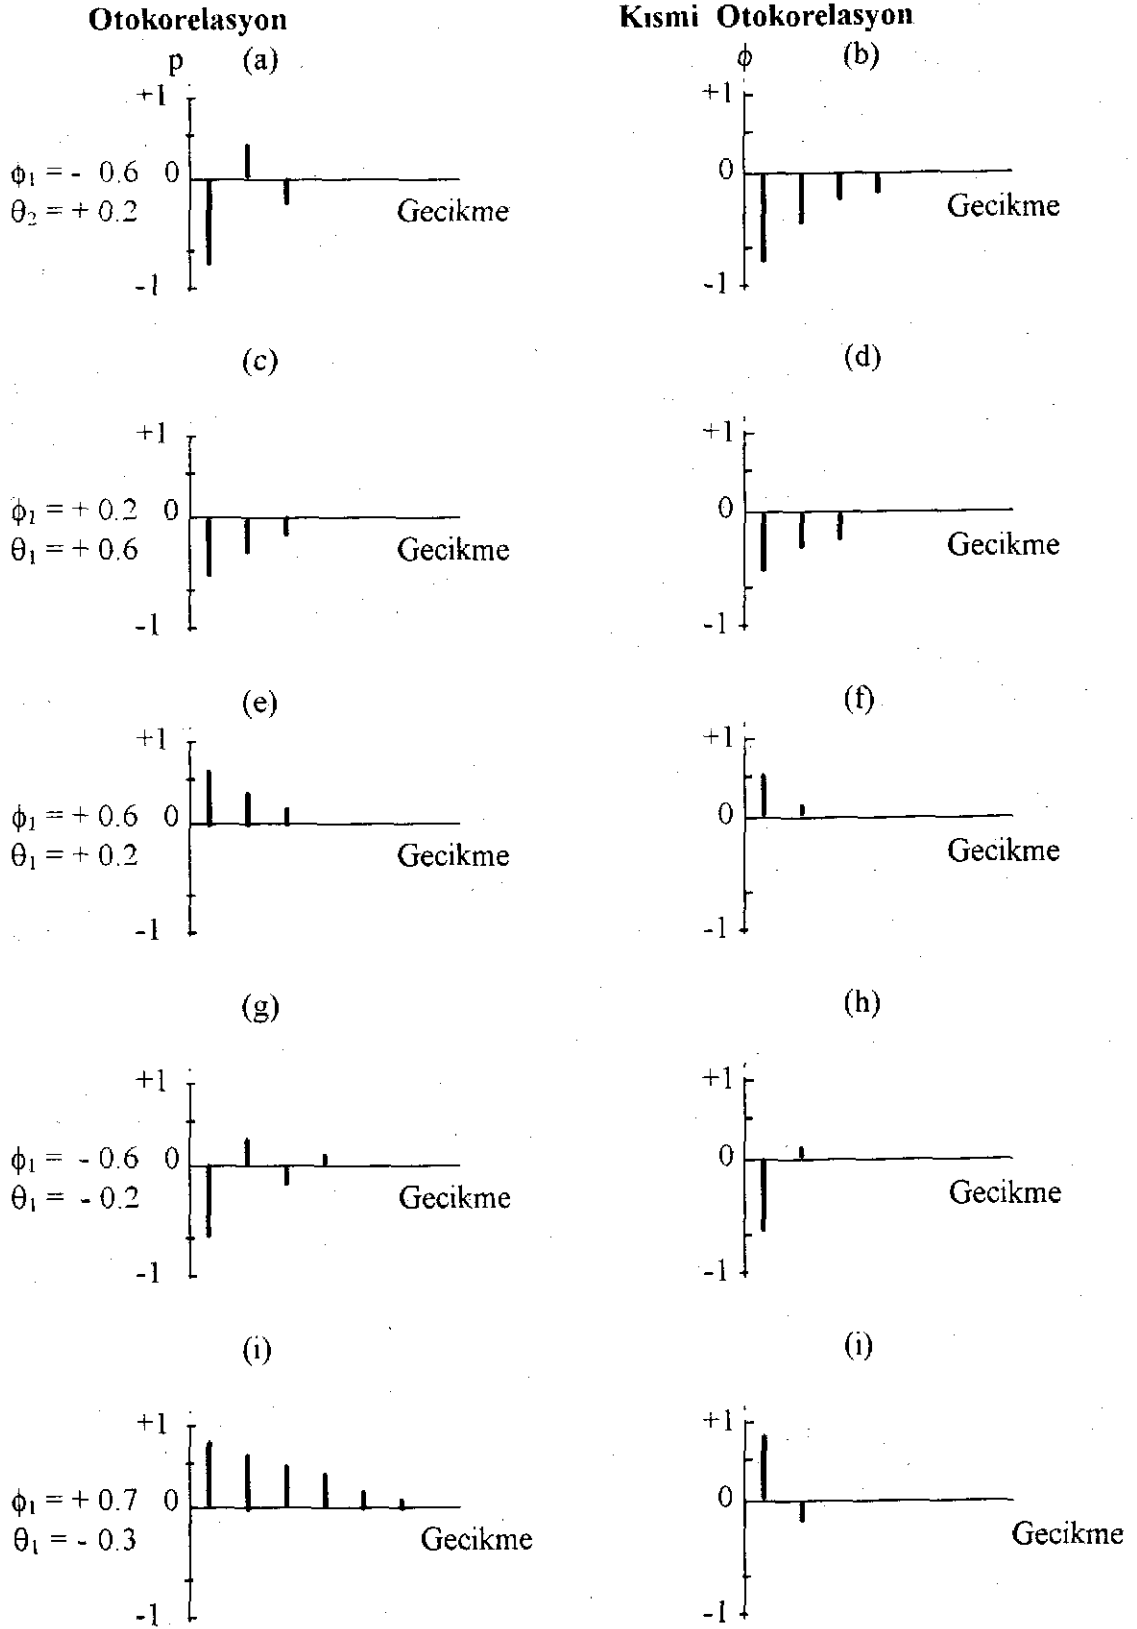 Otokorelasyon
Kısmi Otokorelasyon
p (a)
ϕ (b)
+1
ϕ₁ = - 0.6 0
θ₂ = + 0.2 Gecikme
-1
+1
0
Gecikme
-1
(c)
(d)
+1
ϕ₁ = + 0.2 0
θ₁ = + 0.6 Gecikme
-1
+1
0
Gecikme
-1
(e)
(f)
+1
ϕ₁ = + 0.6 0
θ₁ = + 0.2 Gecikme
-1
+1
0
Gecikme
-1
(g)
(h)
+1
ϕ₁ = - 0.6 0
θ₁ = - 0.2 Gecikme
-1
+1
0
Gecikme
-1
(i)
(i)
+1
ϕ₁ = + 0.7 0
θ₁ = - 0.3 Gecikme
-1
+1
0
Gecikme
-1